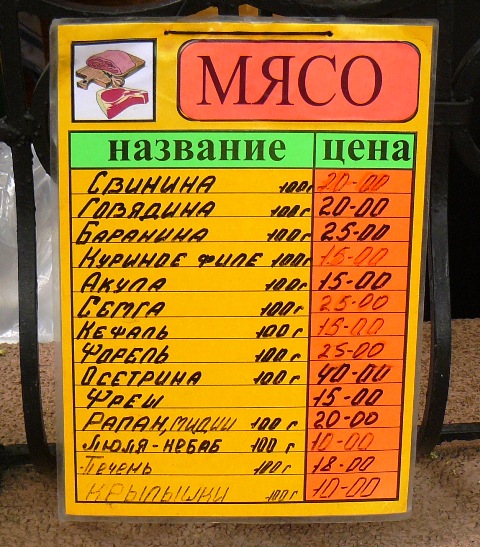 МЯСО
название цена
Свинина 100г 20-00
Говядина 100г 20-00
Баранина 100г 25-00
Куриное филе 100г 15-00
Акула 100г 15-00
Семга 100г 25-00
Кефаль 100г 15-00
Форель 100г 25-00
Осетрина 100г 40-00
Фреш 15-00
Рапан, мидии 100г 20-00
Люля-кебаб 100г 10-00
Печень 100г 18-00
Крылышки 100г 10-00